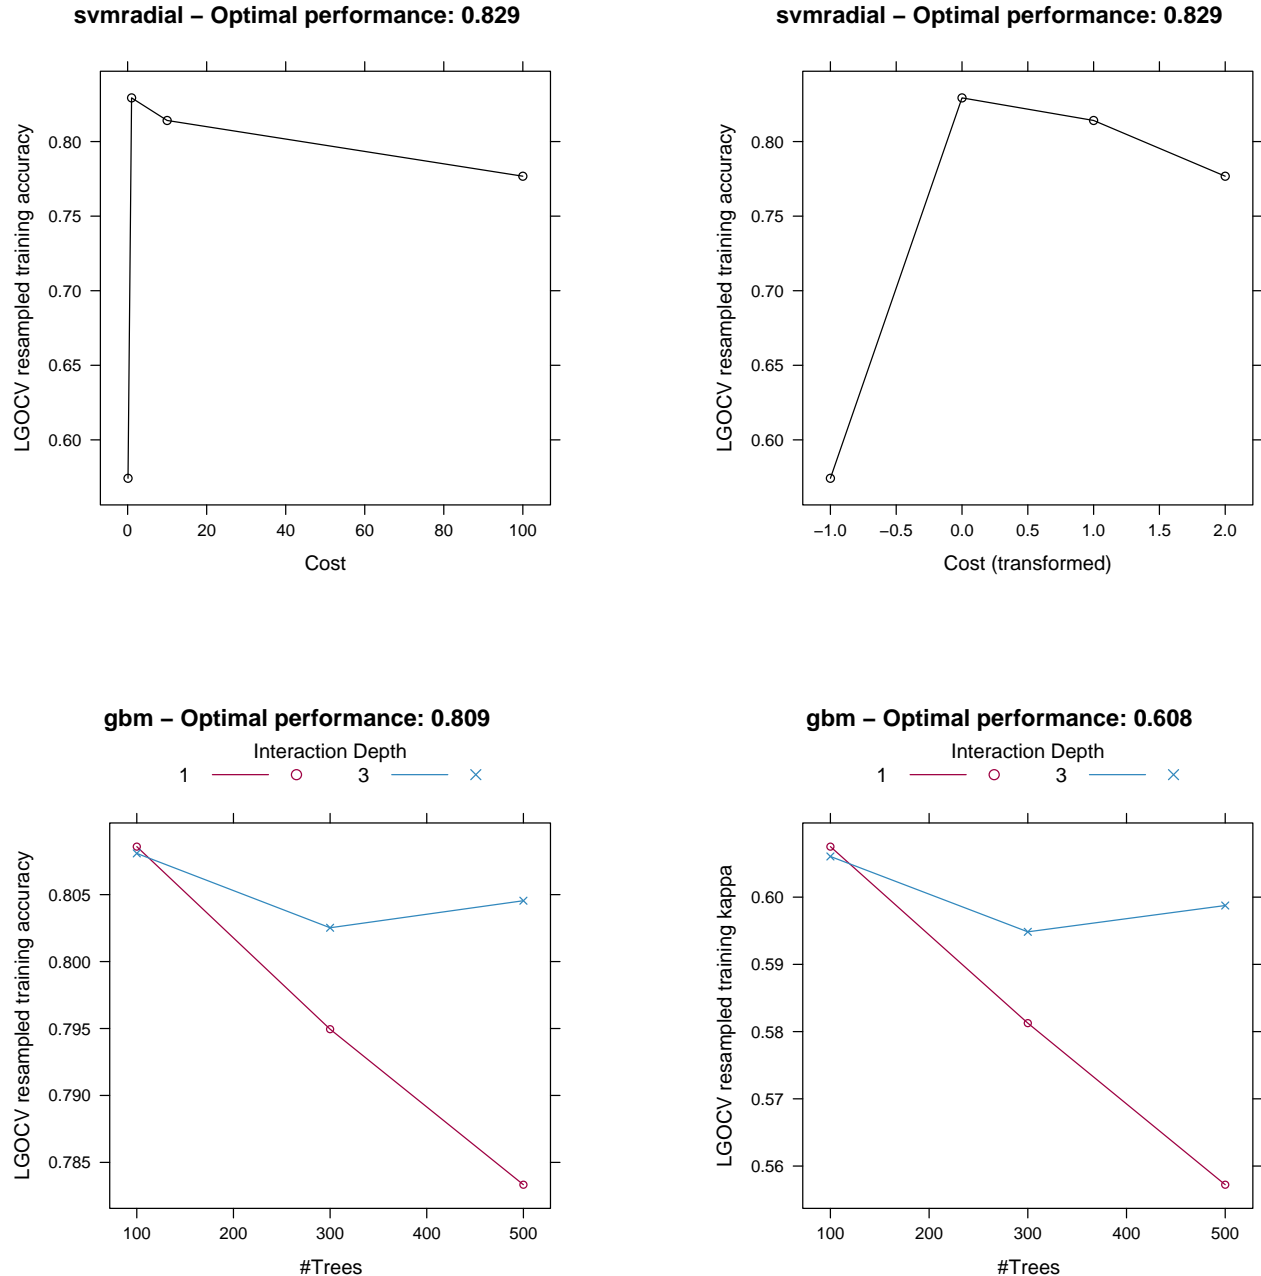 svmradial – Optimal performance: 0.829
LGOCV resampled training accuracy
0.80
0.75
0.70
0.65
0.60
0 20 40 60 80 100
Cost
svmradial – Optimal performance: 0.829
LGOCV resampled training accuracy
0.80
0.75
0.70
0.65
0.60
−1.0 −0.5 0.0 0.5 1.0 1.5 2.0
Cost (transformed)
gbm – Optimal performance: 0.809
Interaction Depth
1 3
LGOCV resampled training accuracy
0.805
0.800
0.795
0.790
0.785
100 200 300 400 500
#Trees
gbm – Optimal performance: 0.608
Interaction Depth
1 3
LGOCV resampled training kappa
0.60
0.59
0.58
0.57
0.56
100 200 300 400 500
#Trees